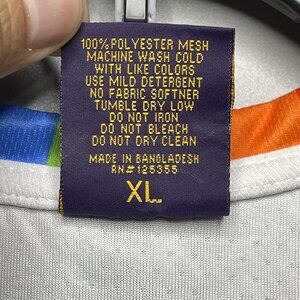 100% POLYESTER MESH
MACHINE WASH COLD
WITH LIKE COLORS
USE MILD DETERGENT
NO FABRIC SOFTNER
TUMBLE DRY LOW
DO NOT IRON
DO NOT BLEACH
DO NOT DRY CLEAN
MADE IN BANGLADESH
RN#125355
XL